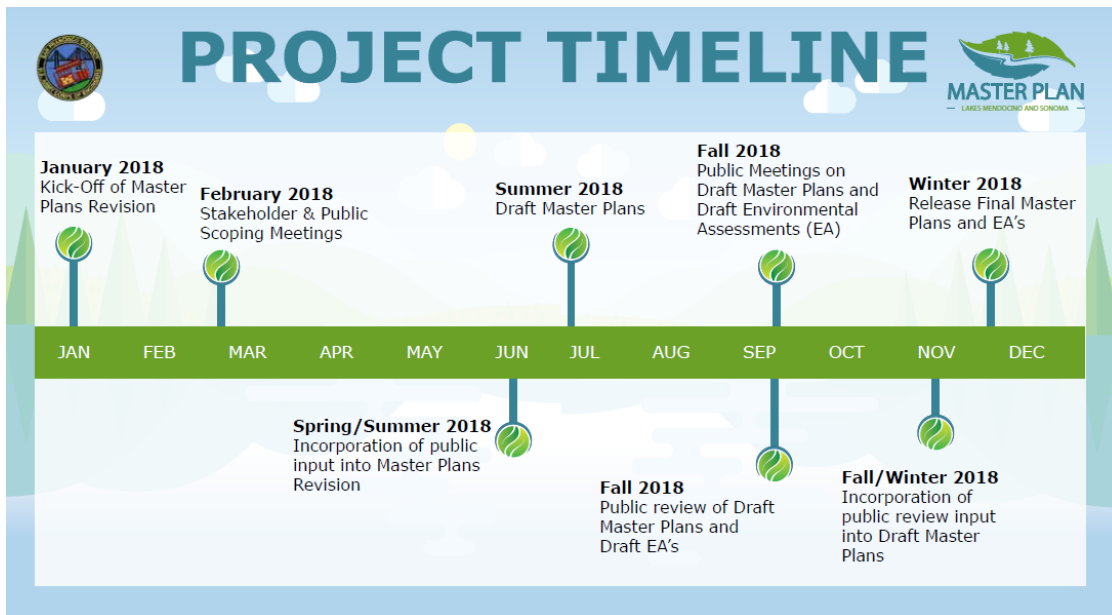 PROJECT TIMELINE
MASTER PLAN
LAKES MENDOCINO AND SONOMA
January 2018
Kick-Off of Master
Plans Revision
February 2018
Stakeholder & Public
Scoping Meetings
Summer 2018
Draft Master Plans
Fall 2018
Public Meetings on
Draft Master Plans and
Draft Environmental
Assessments (EA)
Winter 2018
Release Final Master
Plans and EA’s
JAN FEB MAR APR MAY JUN JUL AUG SEP OCT NOV DEC
Spring/Summer 2018
Incorporation of public
input into Master Plans
Revision
Fall 2018
Public review of Draft
Master Plans and
Draft EA’s
Fall/Winter 2018
Incorporation of
public review input
into Draft Master
Plans